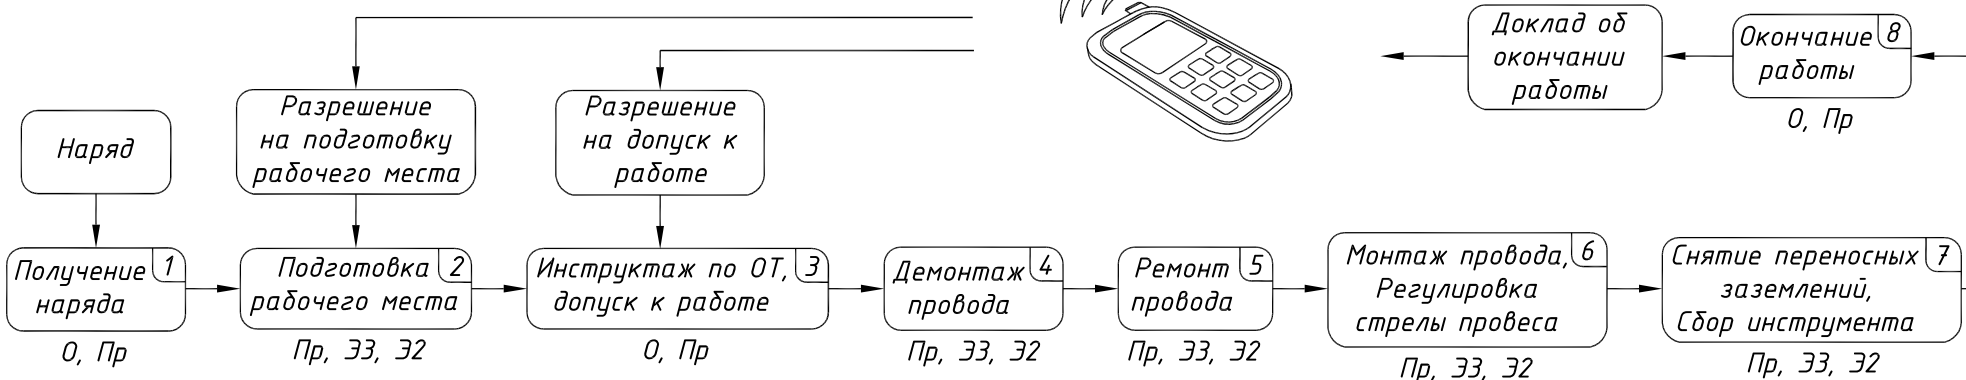 Наряд
Разрешение
на подготовку
рабочего места
Разрешение
на допуск к
работе
Доклад об
окончании
работы
Окончание 8
работы
О, Пр
Получение 1
наряда
О, Пр
Подготовка 2
рабочего места
Пр, Э3, Э2
Инструктаж по ОТ, 3
допуск к работе
О, Пр
Демонтаж 4
провода
Пр, Э3, Э2
Ремонт 5
провода
Пр, Э3, Э2
Монтаж провода, 6
Регулировка
стрелы провеса
Пр, Э3, Э2
Снятие переносных 7
заземлений,
Сбор инструмента
Пр, Э3, Э2